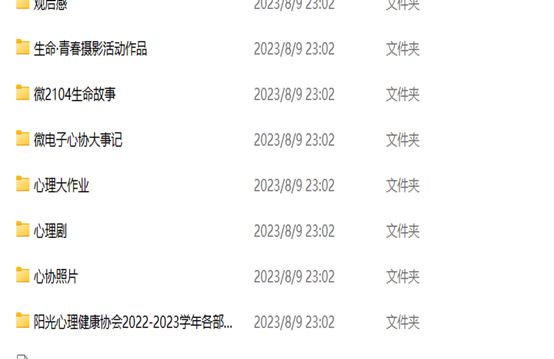 观后感 2023/8/9 23:02 文件夹
生命·青春摄影活动作品 2023/8/9 23:02 文件夹
微2104生命故事 2023/8/9 23:02 文件夹
微电子心协大事记 2023/8/9 23:02 文件夹
心理大作业 2023/8/9 23:02 文件夹
心理剧 2023/8/9 23:02 文件夹
心协照片 2023/8/9 23:02 文件夹
阳光心理健康协会2022-2023学年各部... 2023/8/9 23:02 文件夹